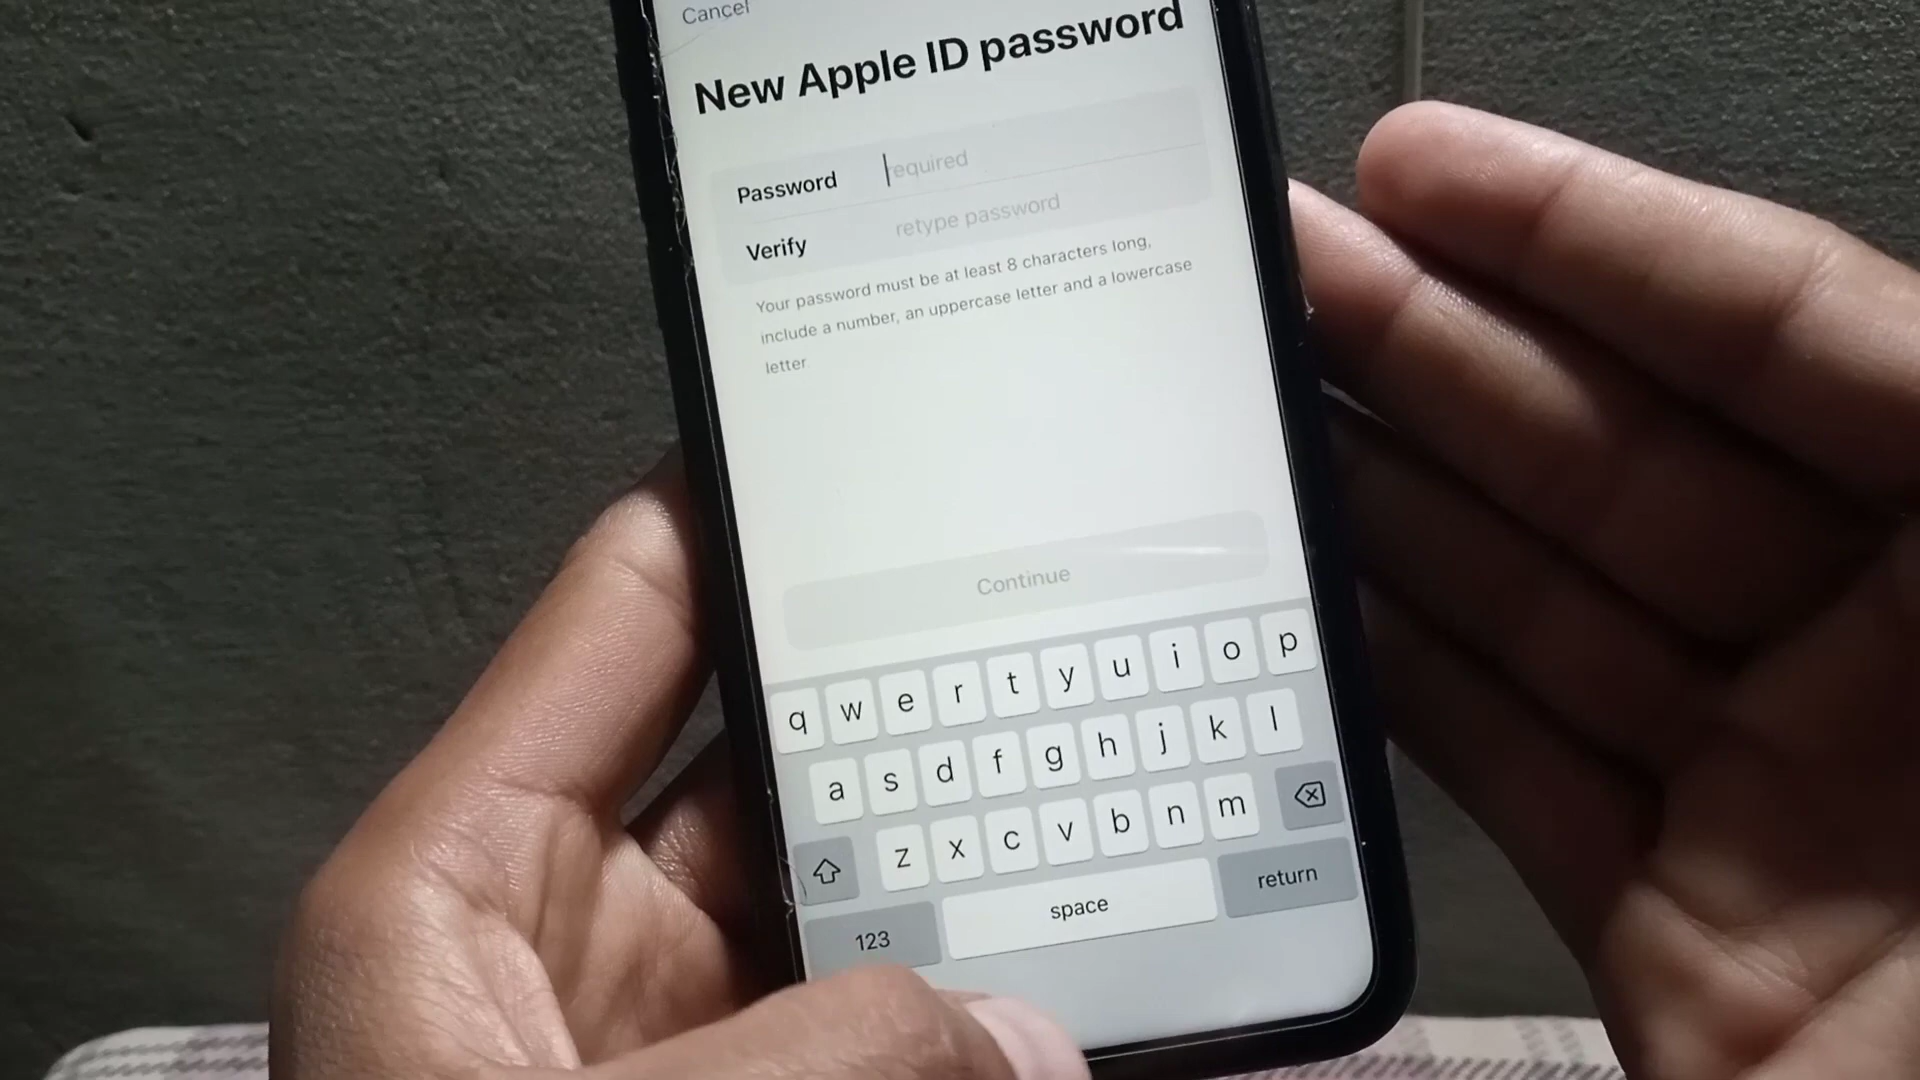 Cancel
New Apple ID password
Password required
Verify retype password
Your password must be at least 8 characters long,
include a number, an uppercase letter and a lowercase
letter
Continue
q w e r t y u i o p
a s d f g h j k l
z x c v b n m
123 space return